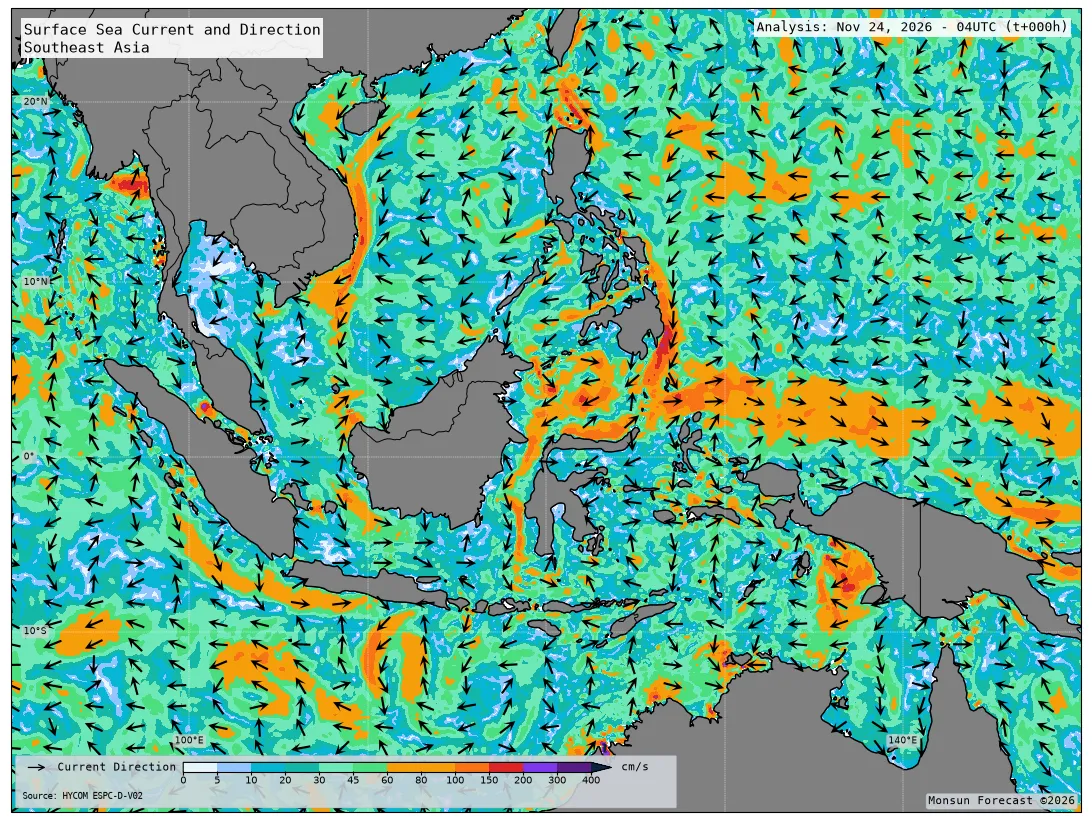 Surface Sea Current and Direction
Southeast Asia
Analysis: Nov 24, 2026 - 04UTC (t+000h)
20°N
10°N
0°
10°S
100°E
140°E
Current Direction
cm/s
0 5 10 20 30 45 60 80 100 150 200 300 400
Source: HYCOM ESPC-D-V02
Monsun Forecast ©2026